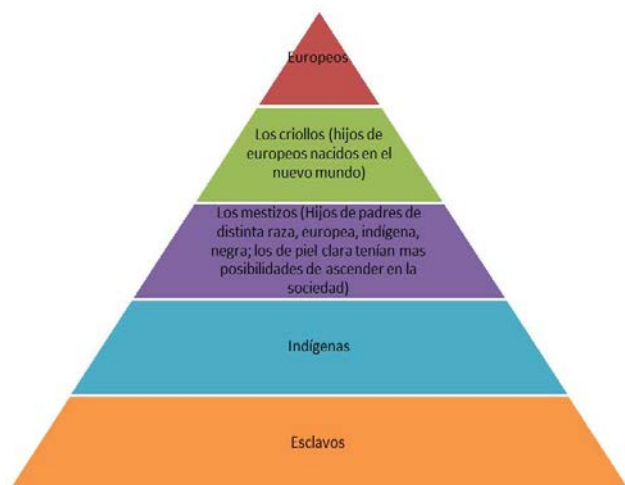 Europeos
Los criollos (hijos de
europeos nacidos en el
nuevo mundo)
Los mestizos (Hijos de padres de
distinta raza, europea, indígena,
negra; los de piel clara tenían mas
posibilidades de ascender en la
sociedad)
Indígenas
Esclavos